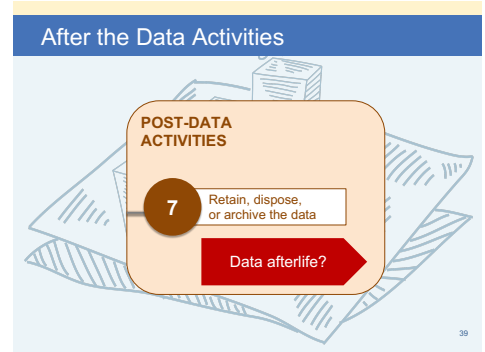 After the Data Activities
POST-DATA
ACTIVITIES
7
Retain, dispose,
or archive the data
Data afterlife?
39